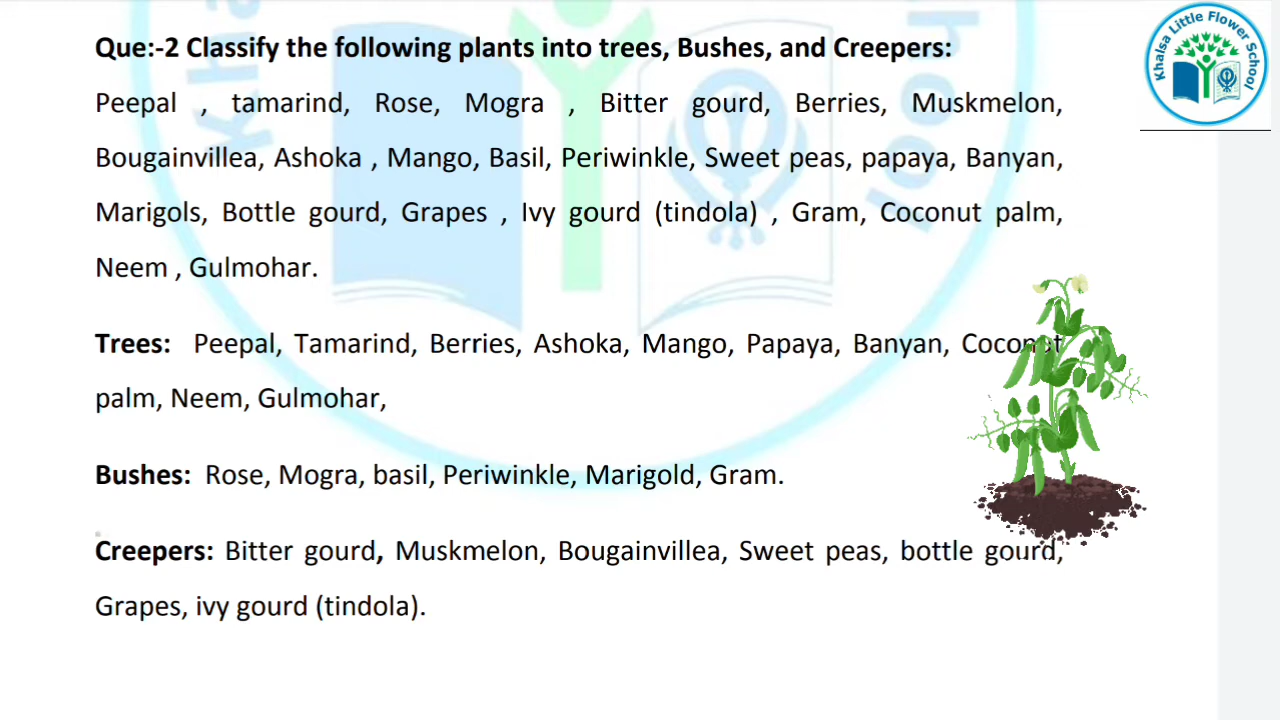 Khalsa Little Flower School
Que:-2 Classify the following plants into trees, Bushes, and Creepers:
Peepal , tamarind, Rose, Mogra , Bitter gourd, Berries, Muskmelon,
Bougainvillea, Ashoka , Mango, Basil, Periwinkle, Sweet peas, papaya, Banyan,
Marigols, Bottle gourd, Grapes , Ivy gourd (tindola) , Gram, Coconut palm,
Neem , Gulmohar.
Trees: Peepal, Tamarind, Berries, Ashoka, Mango, Papaya, Banyan, Coconut
palm, Neem, Gulmohar,
Bushes: Rose, Mogra, basil, Periwinkle, Marigold, Gram.
Creepers: Bitter gourd, Muskmelon, Bougainvillea, Sweet peas, bottle gourd,
Grapes, ivy gourd (tindola).